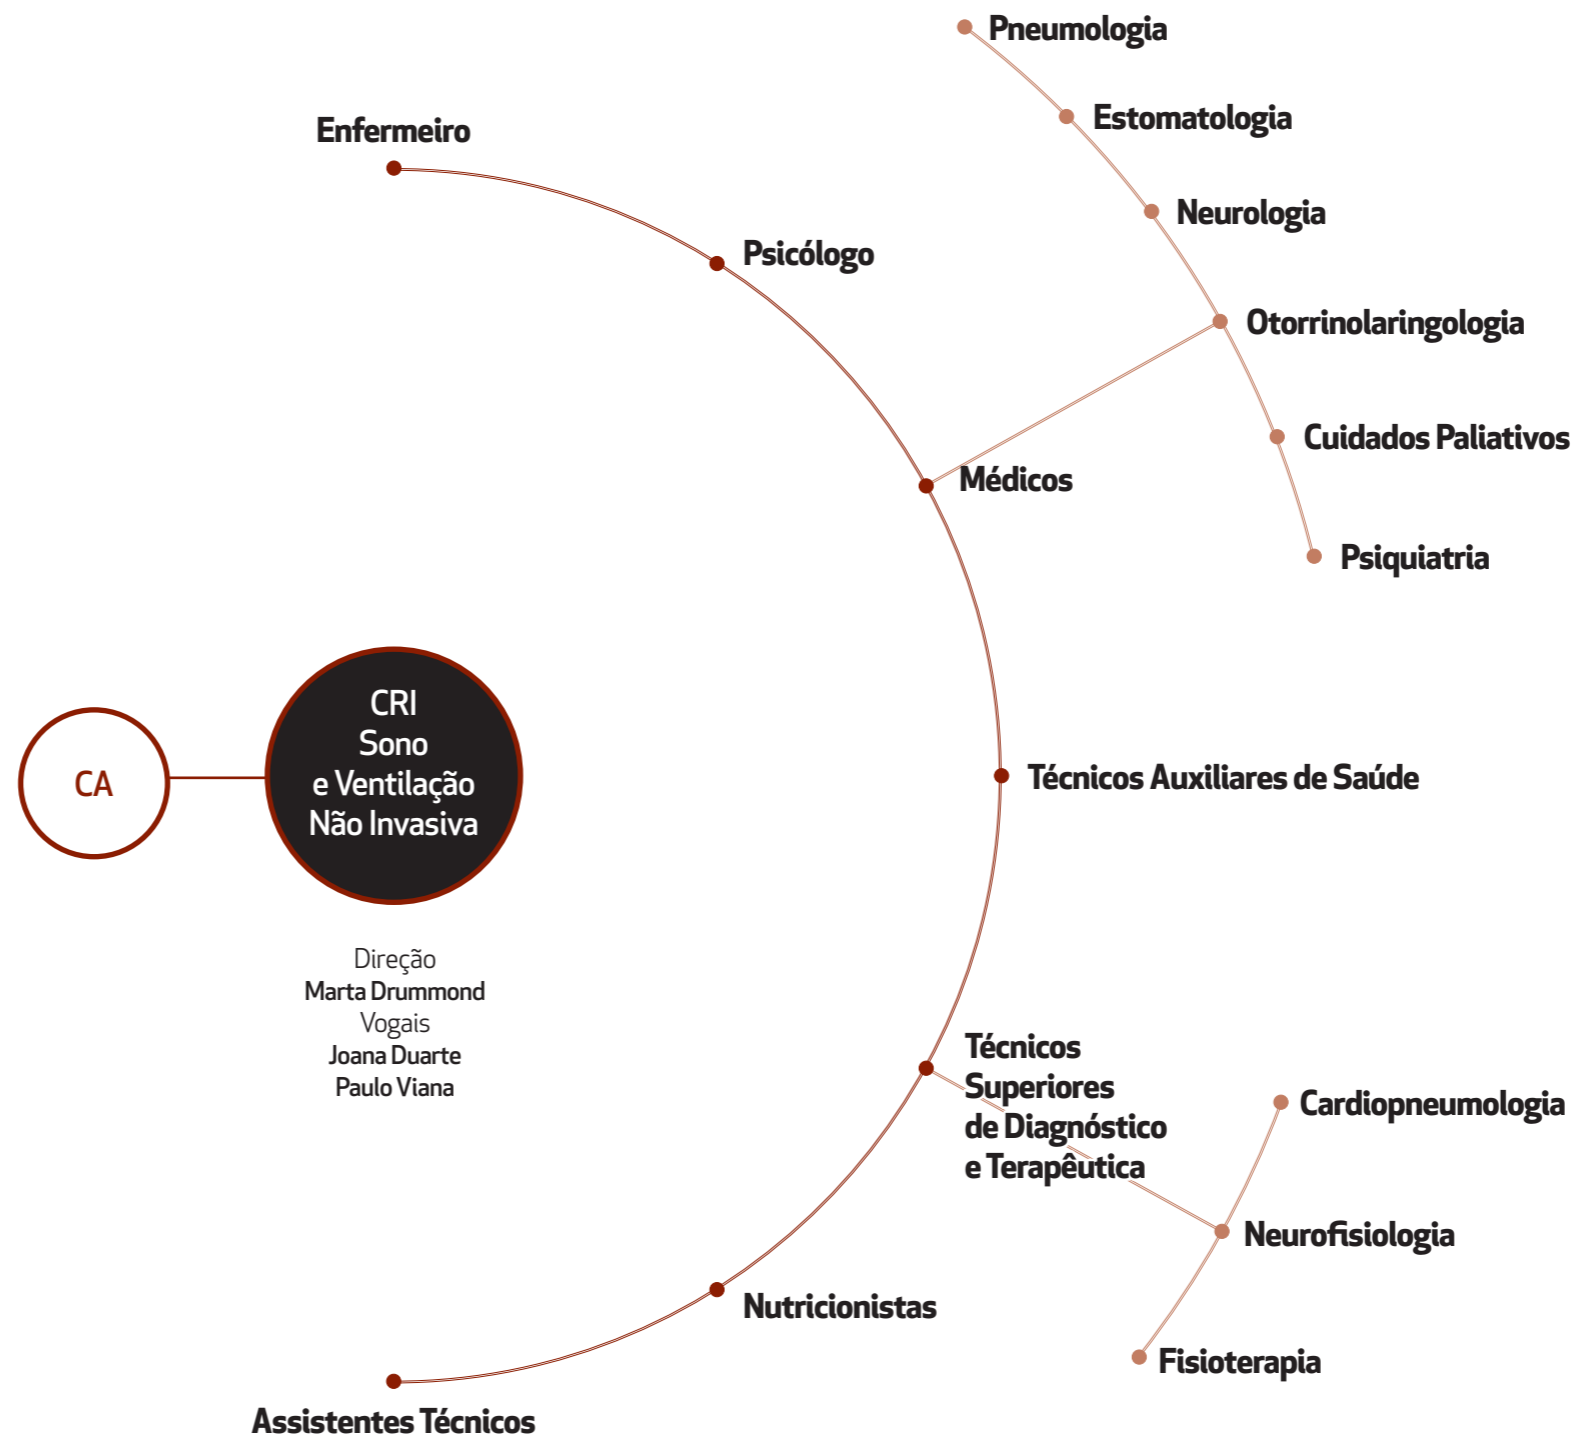 Pneumologia
Estomatologia
Enfermeiro
Neurologia
Psicólogo
Otorrinolaringologia
Cuidados Paliativos
Médicos
Psiquiatria
CRI
Sono
e Ventilação
Não Invasiva
CA
Técnicos Auxiliares de Saúde
Direção
Marta Drummond
Vogais
Joana Duarte
Paulo Viana
Técnicos
Superiores
de Diagnóstico
e Terapêutica
Cardiopneumologia
Neurofisiologia
Nutricionistas
Fisioterapia
Assistentes Técnicos